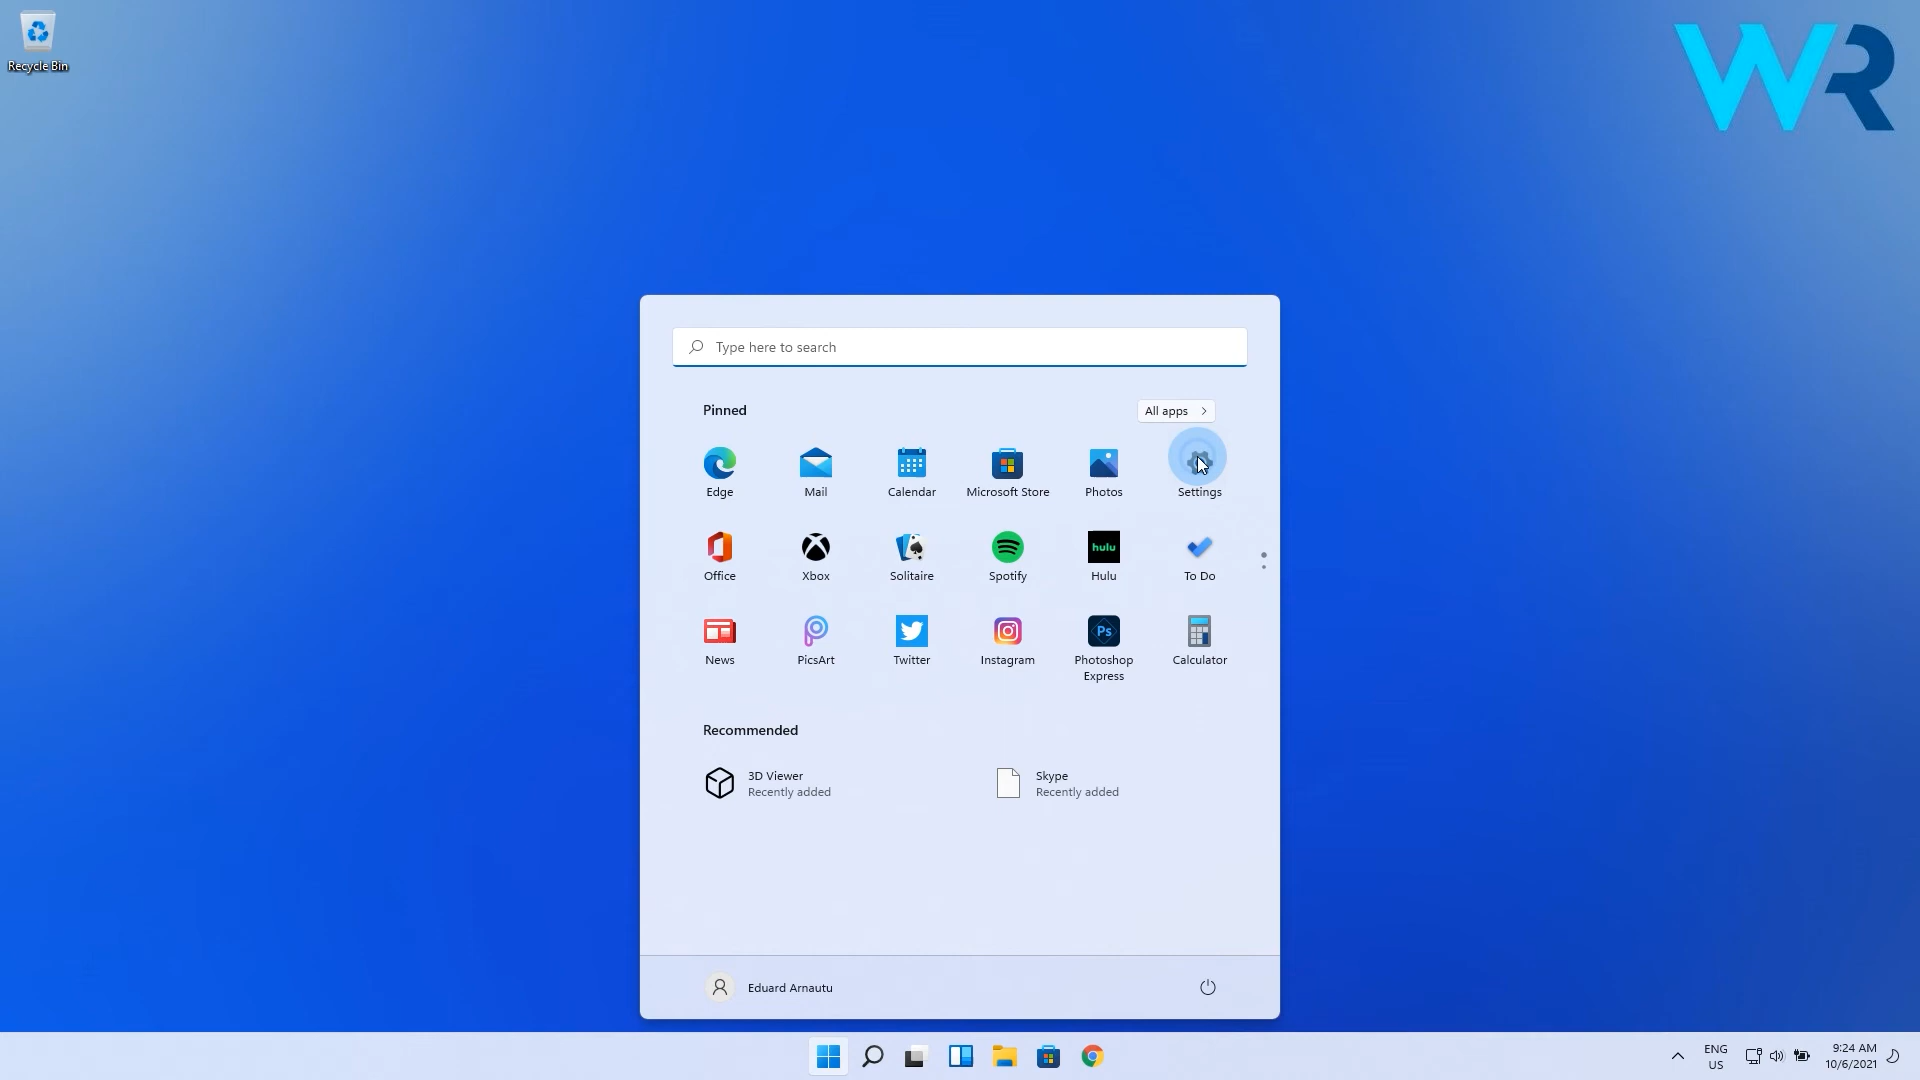 Recycle Bin
WR
Type here to search
Pinned
All apps
Edge
Mail
Calendar
Microsoft Store
Photos
Settings
Office
Xbox
Solitaire
Spotify
hulu
Hulu
To Do
News
PicsArt
Twitter
Instagram
Ps
Photoshop
Express
Calculator
Recommended
3D Viewer
Recently added
Skype
Recently added
Eduard Arnautu
ENG
US
9:24 AM
10/6/2021